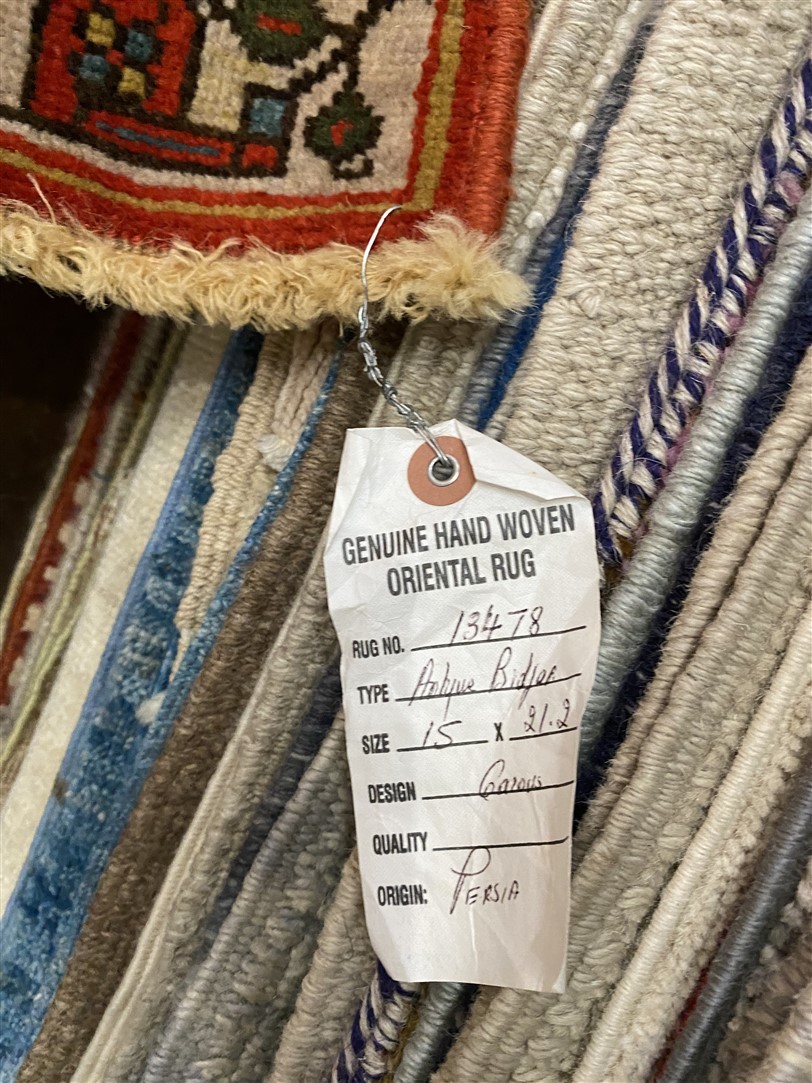 GENUINE HAND WOVEN
ORIENTAL RUG
RUG NO. 13478
TYPE Antique Bidjar
SIZE 15 X 21.2
DESIGN Garous
QUALITY
ORIGIN: PERSIA